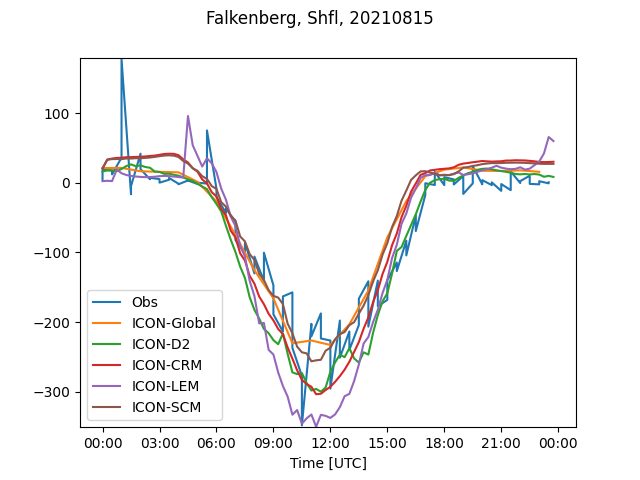 Falkenberg, Shfl, 20210815
100
0
−100
−200
−300
Obs
ICON-Global
ICON-D2
ICON-CRM
ICON-LEM
ICON-SCM
00:00 03:00 06:00 09:00 12:00 15:00 18:00 21:00 00:00
Time [UTC]